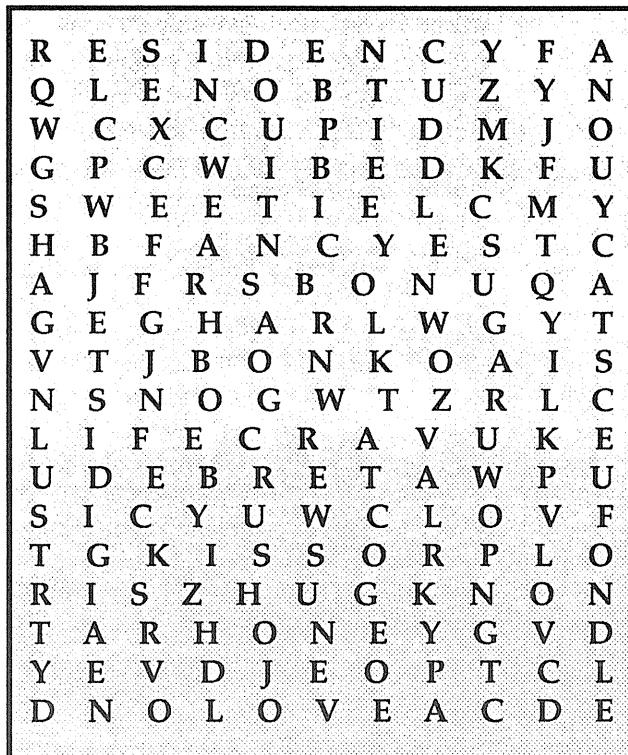 R E S I D E N C Y F A
Q L E N O B T U Z Y N
W C X C U P I D M J O
G P C W I B E D K F U
S W E E T I E L C M Y
H B F A N C Y E S T C
A J F R S B O N U Q A
G E G H A R L W G Y T
V T J B O N K O A I S
N S N O G W T Z R L C
L I F E C R A V U K E
U D E B R E T A W P U
S I C Y U W C L O V F
T G K I S S O R P L O
R I S Z H U G K N O N
T A R H O N E Y G V D
Y E V D J E O P T C L
D N O L O V E A C D E